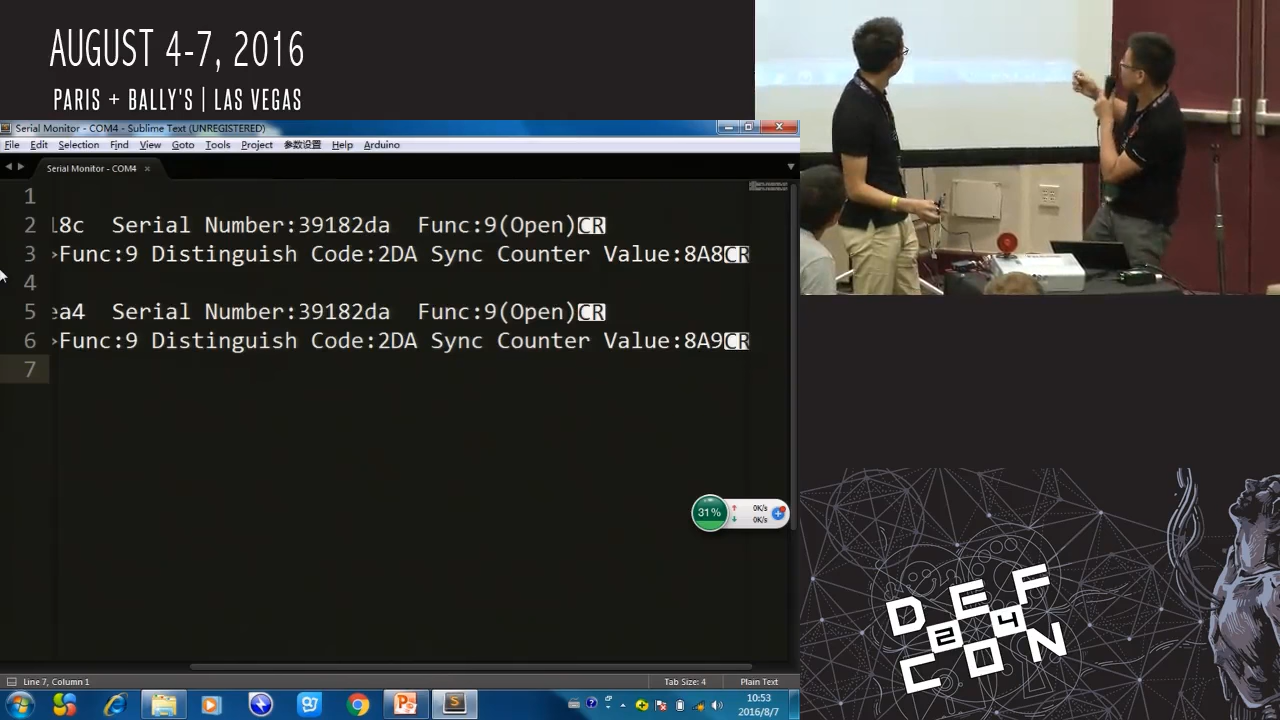 AUGUST 4-7, 2016
PARIS + BALLY'S | LAS VEGAS
Serial Monitor - COM4 - Sublime Text (UNREGISTERED)
File Edit Selection Find View Goto Tools Project 参数设置 Help Arduino
Serial Monitor - COM4 ×
1
2 18c Serial Number:39182da Func:9(Open)CR
3 >Func:9 Distinguish Code:2DA Sync Counter Value:8A8CR
4
5 ea4 Serial Number:39182da Func:9(Open)CR
6 >Func:9 Distinguish Code:2DA Sync Counter Value:8A9CR
7
31%
0K/s
0K/s
Line 7, Column 1 Tab Size: 4 Plain Text
10:53
2016/8/7
DEF
24
CON